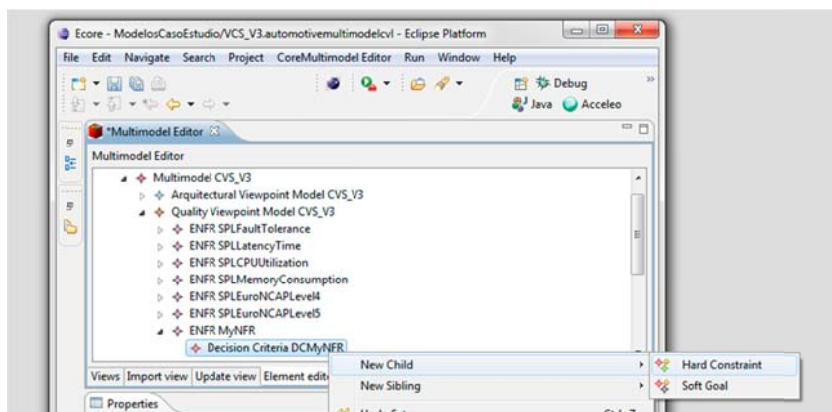 Ecore - ModelosCasoEstudio/VCS_V3.automotivemultimodelcvl - Eclipse Platform
File Edit Navigate Search Project CoreMultimodel Editor Run Window Help
Debug
Java Acceleo
*Multimodel Editor
Multimodel Editor
Multimodel CVS_V3
Arquitectural Viewpoint Model CVS_V3
Quality Viewpoint Model CVS_V3
ENFR SPLFaultTolerance
ENFR SPLLatencyTime
ENFR SPLCPUUtilization
ENFR SPLMemoryConsumption
ENFR SPLEuroNCAPLevel4
ENFR SPLEuroNCAPLevel5
ENFR MyNFR
Decision Criteria DCMyNFR
New Child Hard Constraint
Views Import view Update view Element edito
New Sibling Soft Goal
Properties